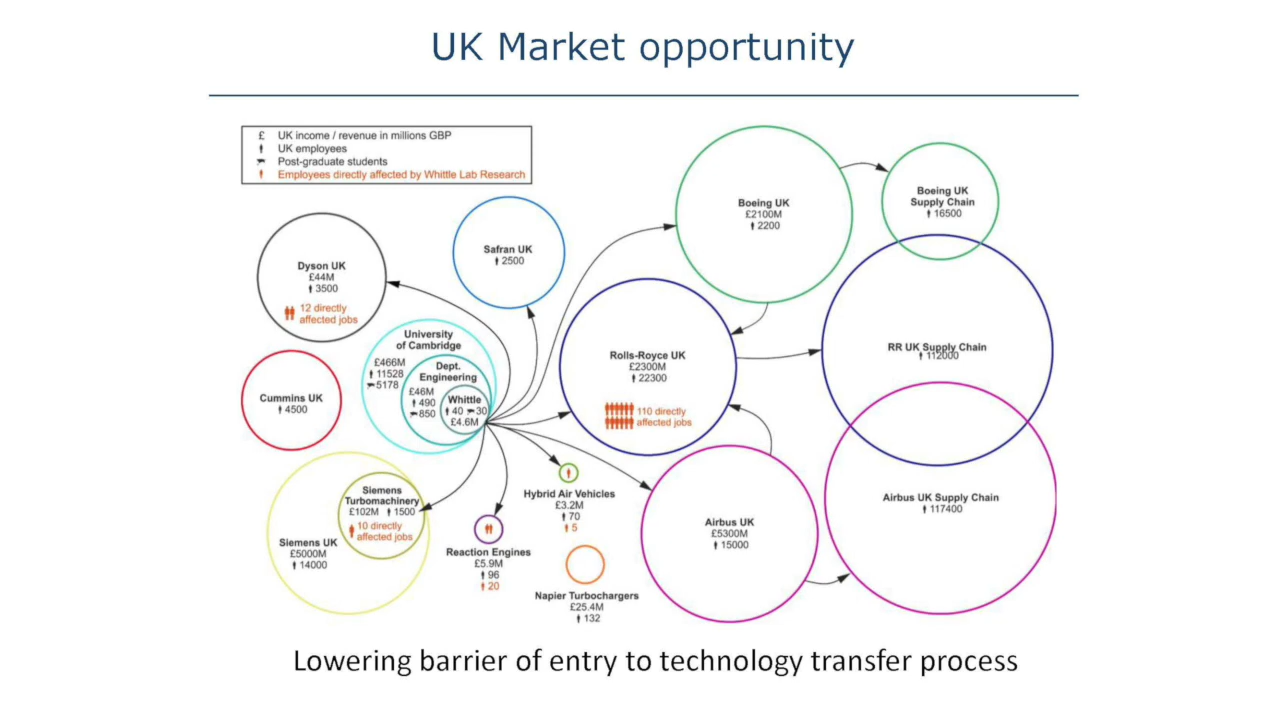 UK Market opportunity
£ UK income / revenue in millions GBP
UK employees
Post-graduate students
Employees directly affected by Whittle Lab Research
Boeing UK
£2100M
2200
Boeing UK
Supply Chain
16500
Safran UK
2500
Dyson UK
£44M
3500
12 directly
affected jobs
University
of Cambridge
£466M
11528
5178
Dept.
Engineering
£46M
490
850
Whittle
40 30
£4.6M
Rolls-Royce UK
£2300M
22300
110 directly
affected jobs
RR UK Supply Chain
112000
Cummins UK
4500
Siemens
Turbomachinery
£102M 1500
10 directly
affected jobs
Siemens UK
£5000M
14000
Hybrid Air Vehicles
£3.2M
70
5
Reaction Engines
£5.9M
96
20
Napier Turbochargers
£25.4M
132
Airbus UK
£5300M
15000
Airbus UK Supply Chain
117400
Lowering barrier of entry to technology transfer process